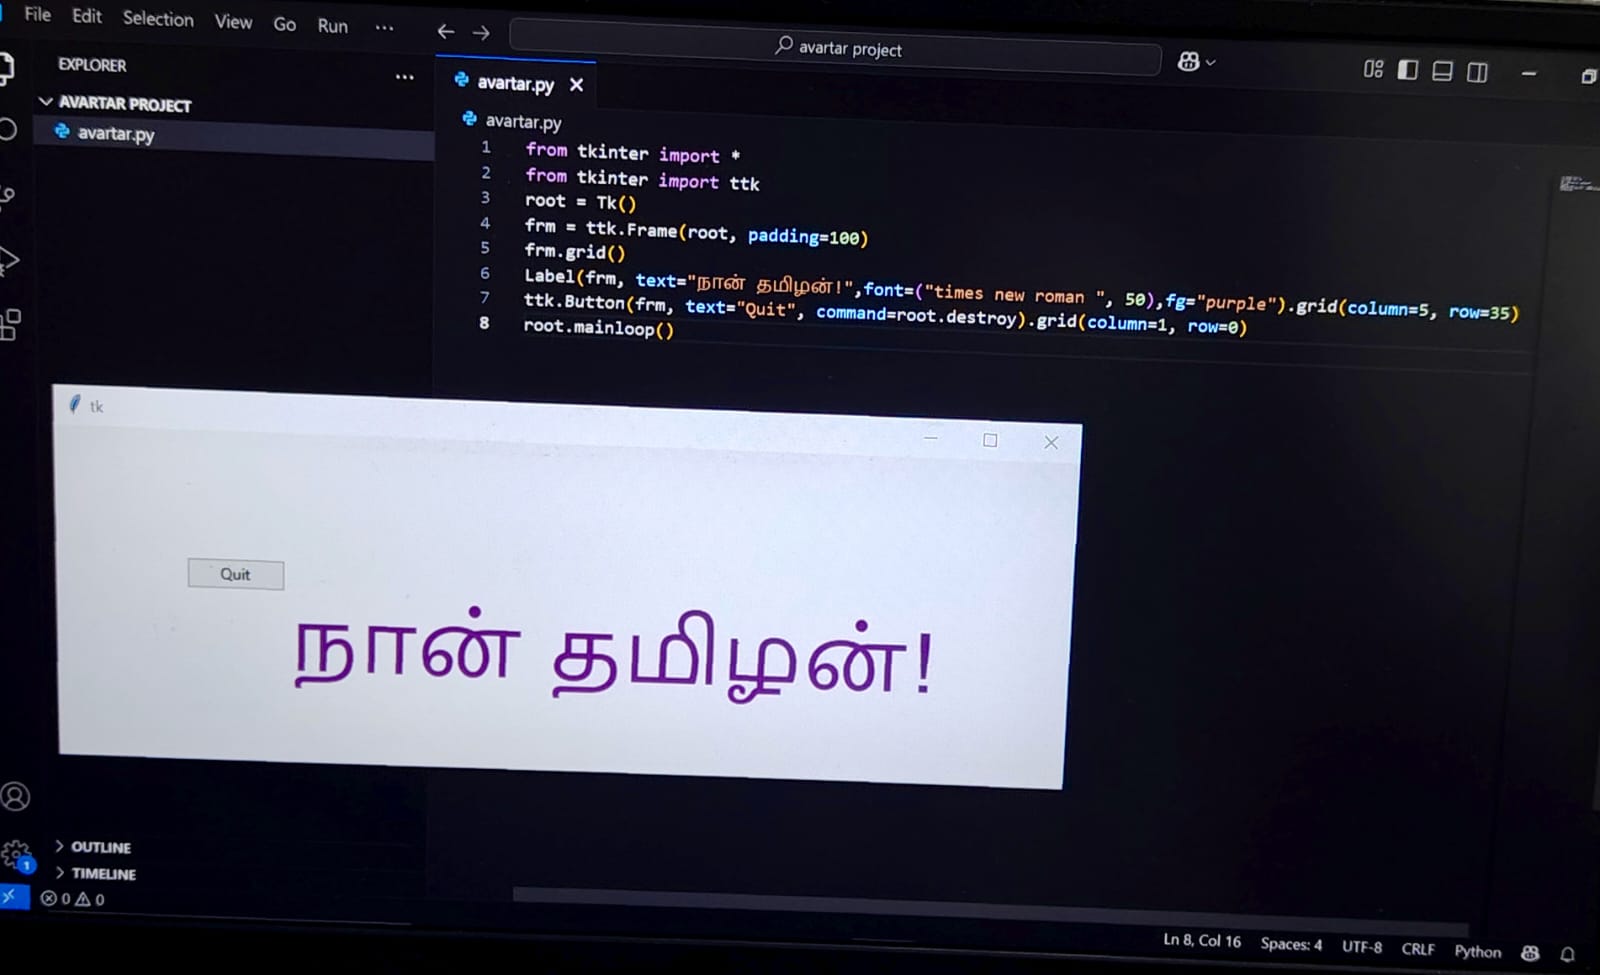 File Edit Selection View Go Run ...
avartar project
EXPLORER ...
AVARTAR PROJECT
avartar.py
avartar.py
avartar.py
1 from tkinter import *
2 from tkinter import ttk
3 root = Tk()
4 frm = ttk.Frame(root, padding=100)
5 frm.grid()
6 Label(frm, text="நான் தமிழன்!",font=("times new roman ", 50),fg="purple").grid(column=5, row=35)
7 ttk.Button(frm, text="Quit", command=root.destroy).grid(column=1, row=0)
8 root.mainloop()
tk
Quit
நான் தமிழன்!
OUTLINE
TIMELINE
1
0 0
Ln 8, Col 16 Spaces: 4 UTF-8 CRLF Python